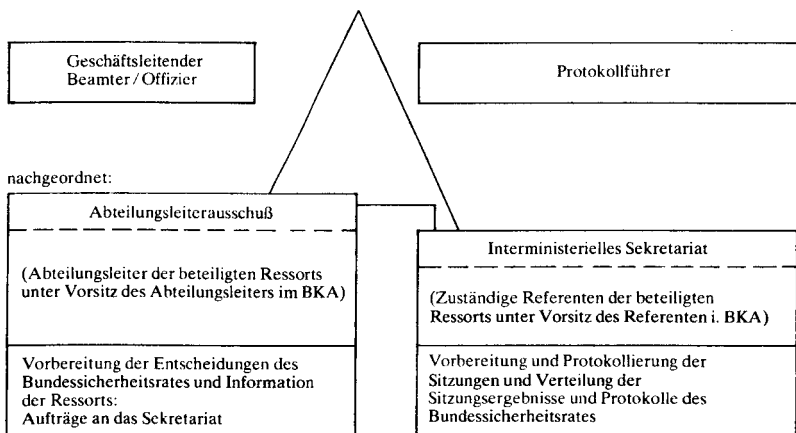 Geschäftsleitender
Beamter / Offizier
Protokollführer
nachgeordnet:
Abteilungsleiterausschuß
(Abteilungsleiter der beteiligten Ressorts
unter Vorsitz des Abteilungsleiters im BKA)
Vorbereitung der Entscheidungen des
Bundessicherheitsrates und Information
der Ressorts:
Aufträge an das Sekretariat
Interministerielles Sekretariat
(Zuständige Referenten der beteiligten
Ressorts unter Vorsitz des Referenten i. BKA)
Vorbereitung und Protokollierung der
Sitzungen und Verteilung der
Sitzungsergebnisse und Protokolle des
Bundessicherheitsrates